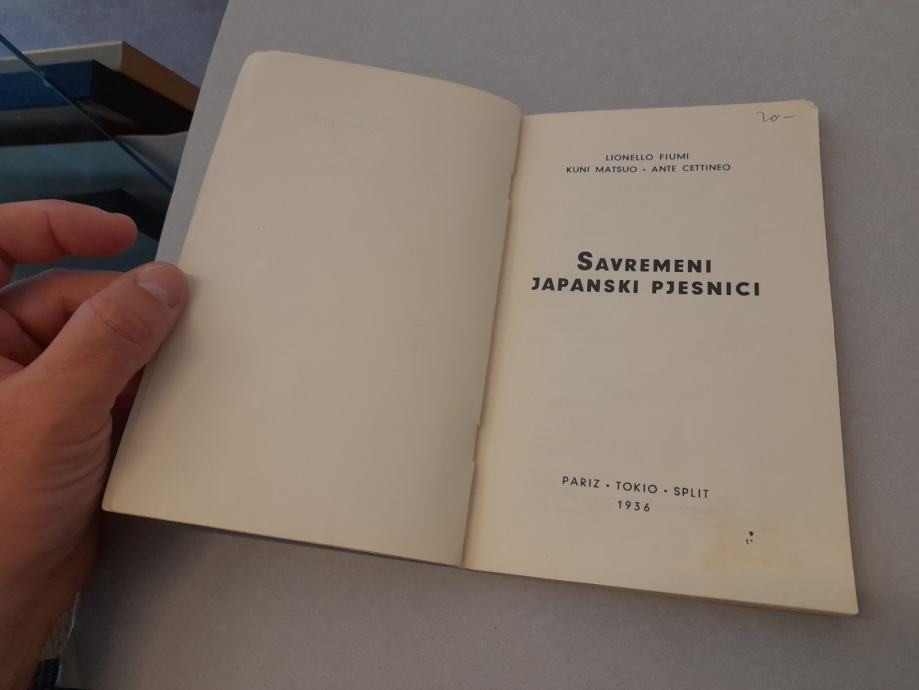 20.-
LIONELLO FIUMI
KUNI MATSUO • ANTE CETTINEO
SAVREMENI
JAPANSKI PJESNICI
PARIZ • TOKIO • SPLIT
1936